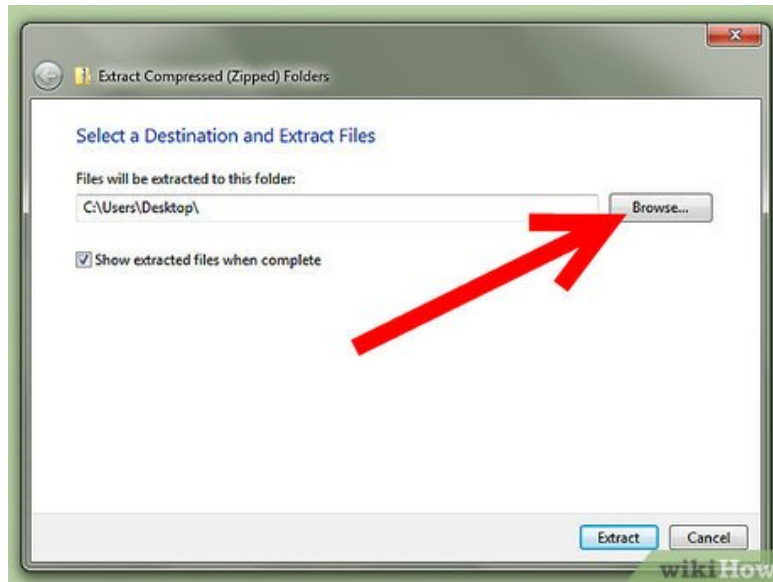 Extract Compressed (Zipped) Folders
Select a Destination and Extract Files
Files will be extracted to this folder:
C:\Users\Desktop\
Browse...
Show extracted files when complete
Extract
Cancel
wikiHow